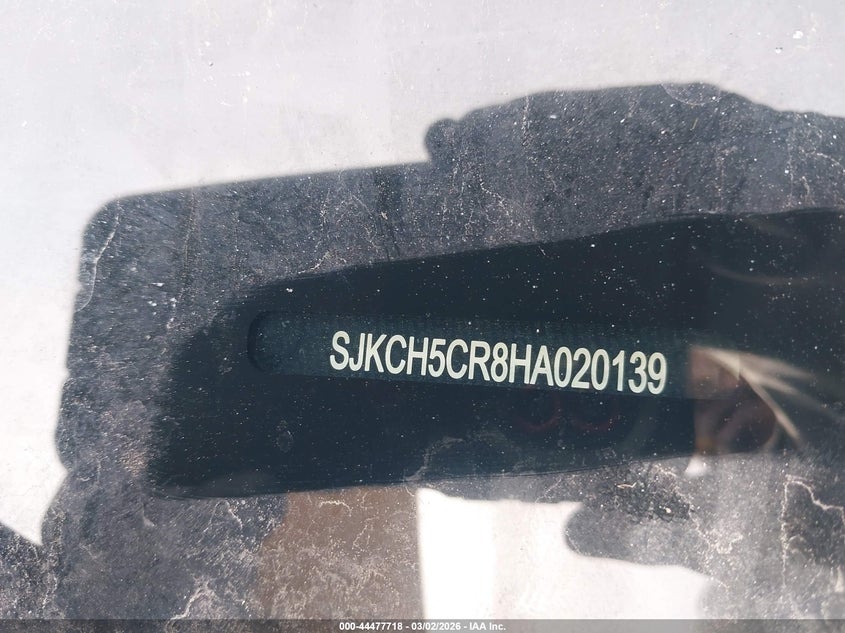 SJKCH5CR8HA020139
000-44477718 - 03/02/2026 - IAA Inc.